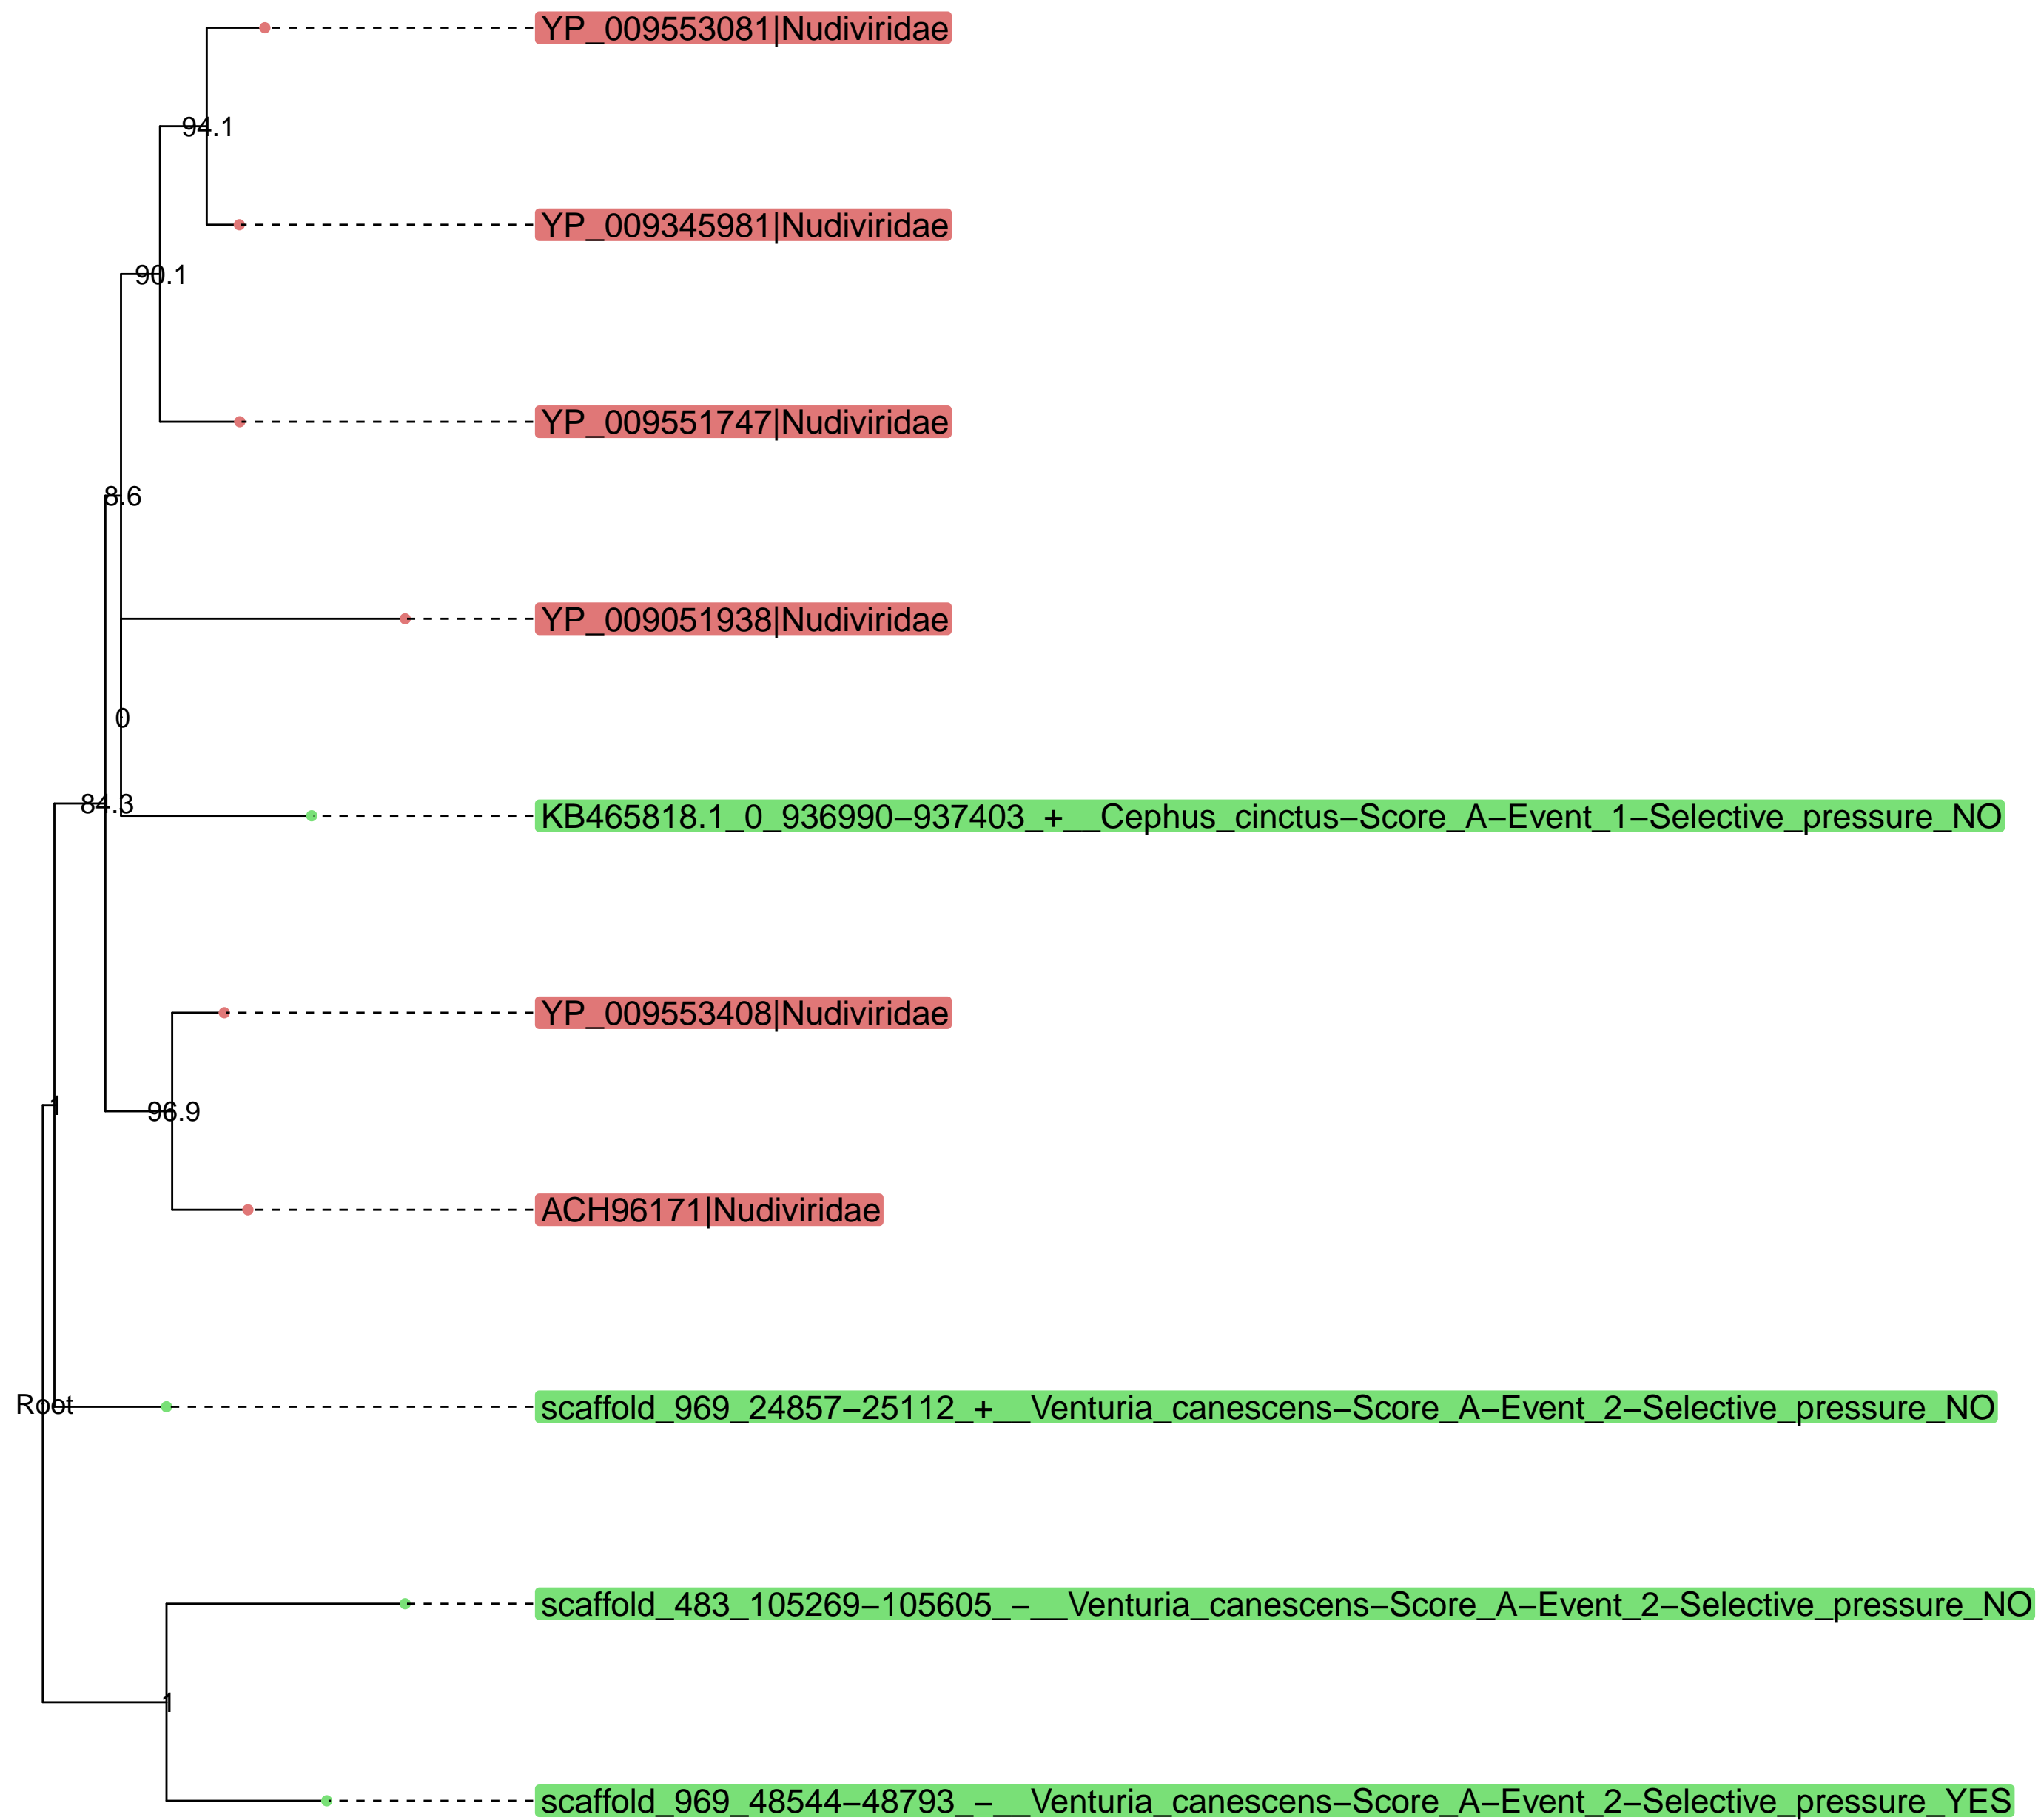 YP_009553081|Nudiviridae
94.1
YP_009345981|Nudiviridae
90.1
YP_009551747|Nudiviridae
8.6
YP_009051938|Nudiviridae
0
84.3
KB465818.1_0_936990−937403_+__Cephus_cinctus−Score_A−Event_1−Selective_pressure_NO
YP_009553408|Nudiviridae
1
96.9
ACH96171|Nudiviridae
Root
scaffold_969_24857−25112_+__Venturia_canescens−Score_A−Event_2−Selective_pressure_NO
scaffold_483_105269−105605_−__Venturia_canescens−Score_A−Event_2−Selective_pressure_NO
1
scaffold_969_48544−48793_−__Venturia_canescens−Score_A−Event_2−Selective_pressure_YES